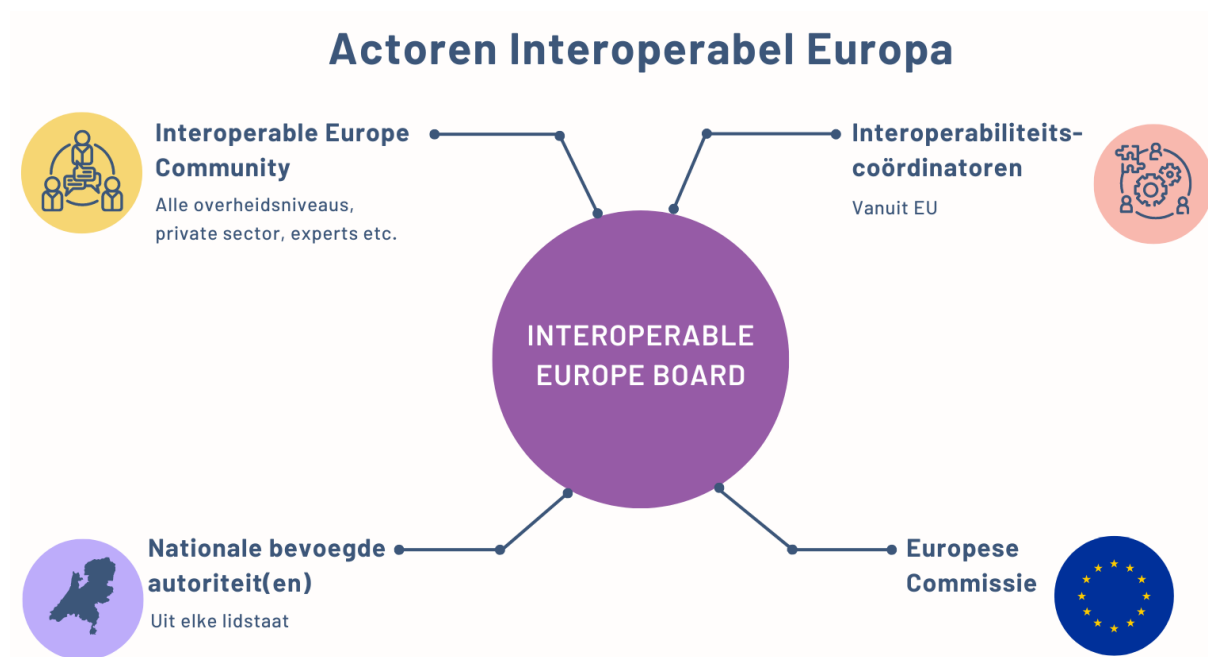 Actoren Interoperabel Europa
Interoperable Europe
Community
Alle overheidsniveaus,
private sector, experts etc.
Interoperabiliteits-
coördinatoren
Vanuit EU
INTEROPERABLE
EUROPE BOARD
Nationale bevoegde
autoriteit(en)
Uit elke lidstaat
Europese
Commissie